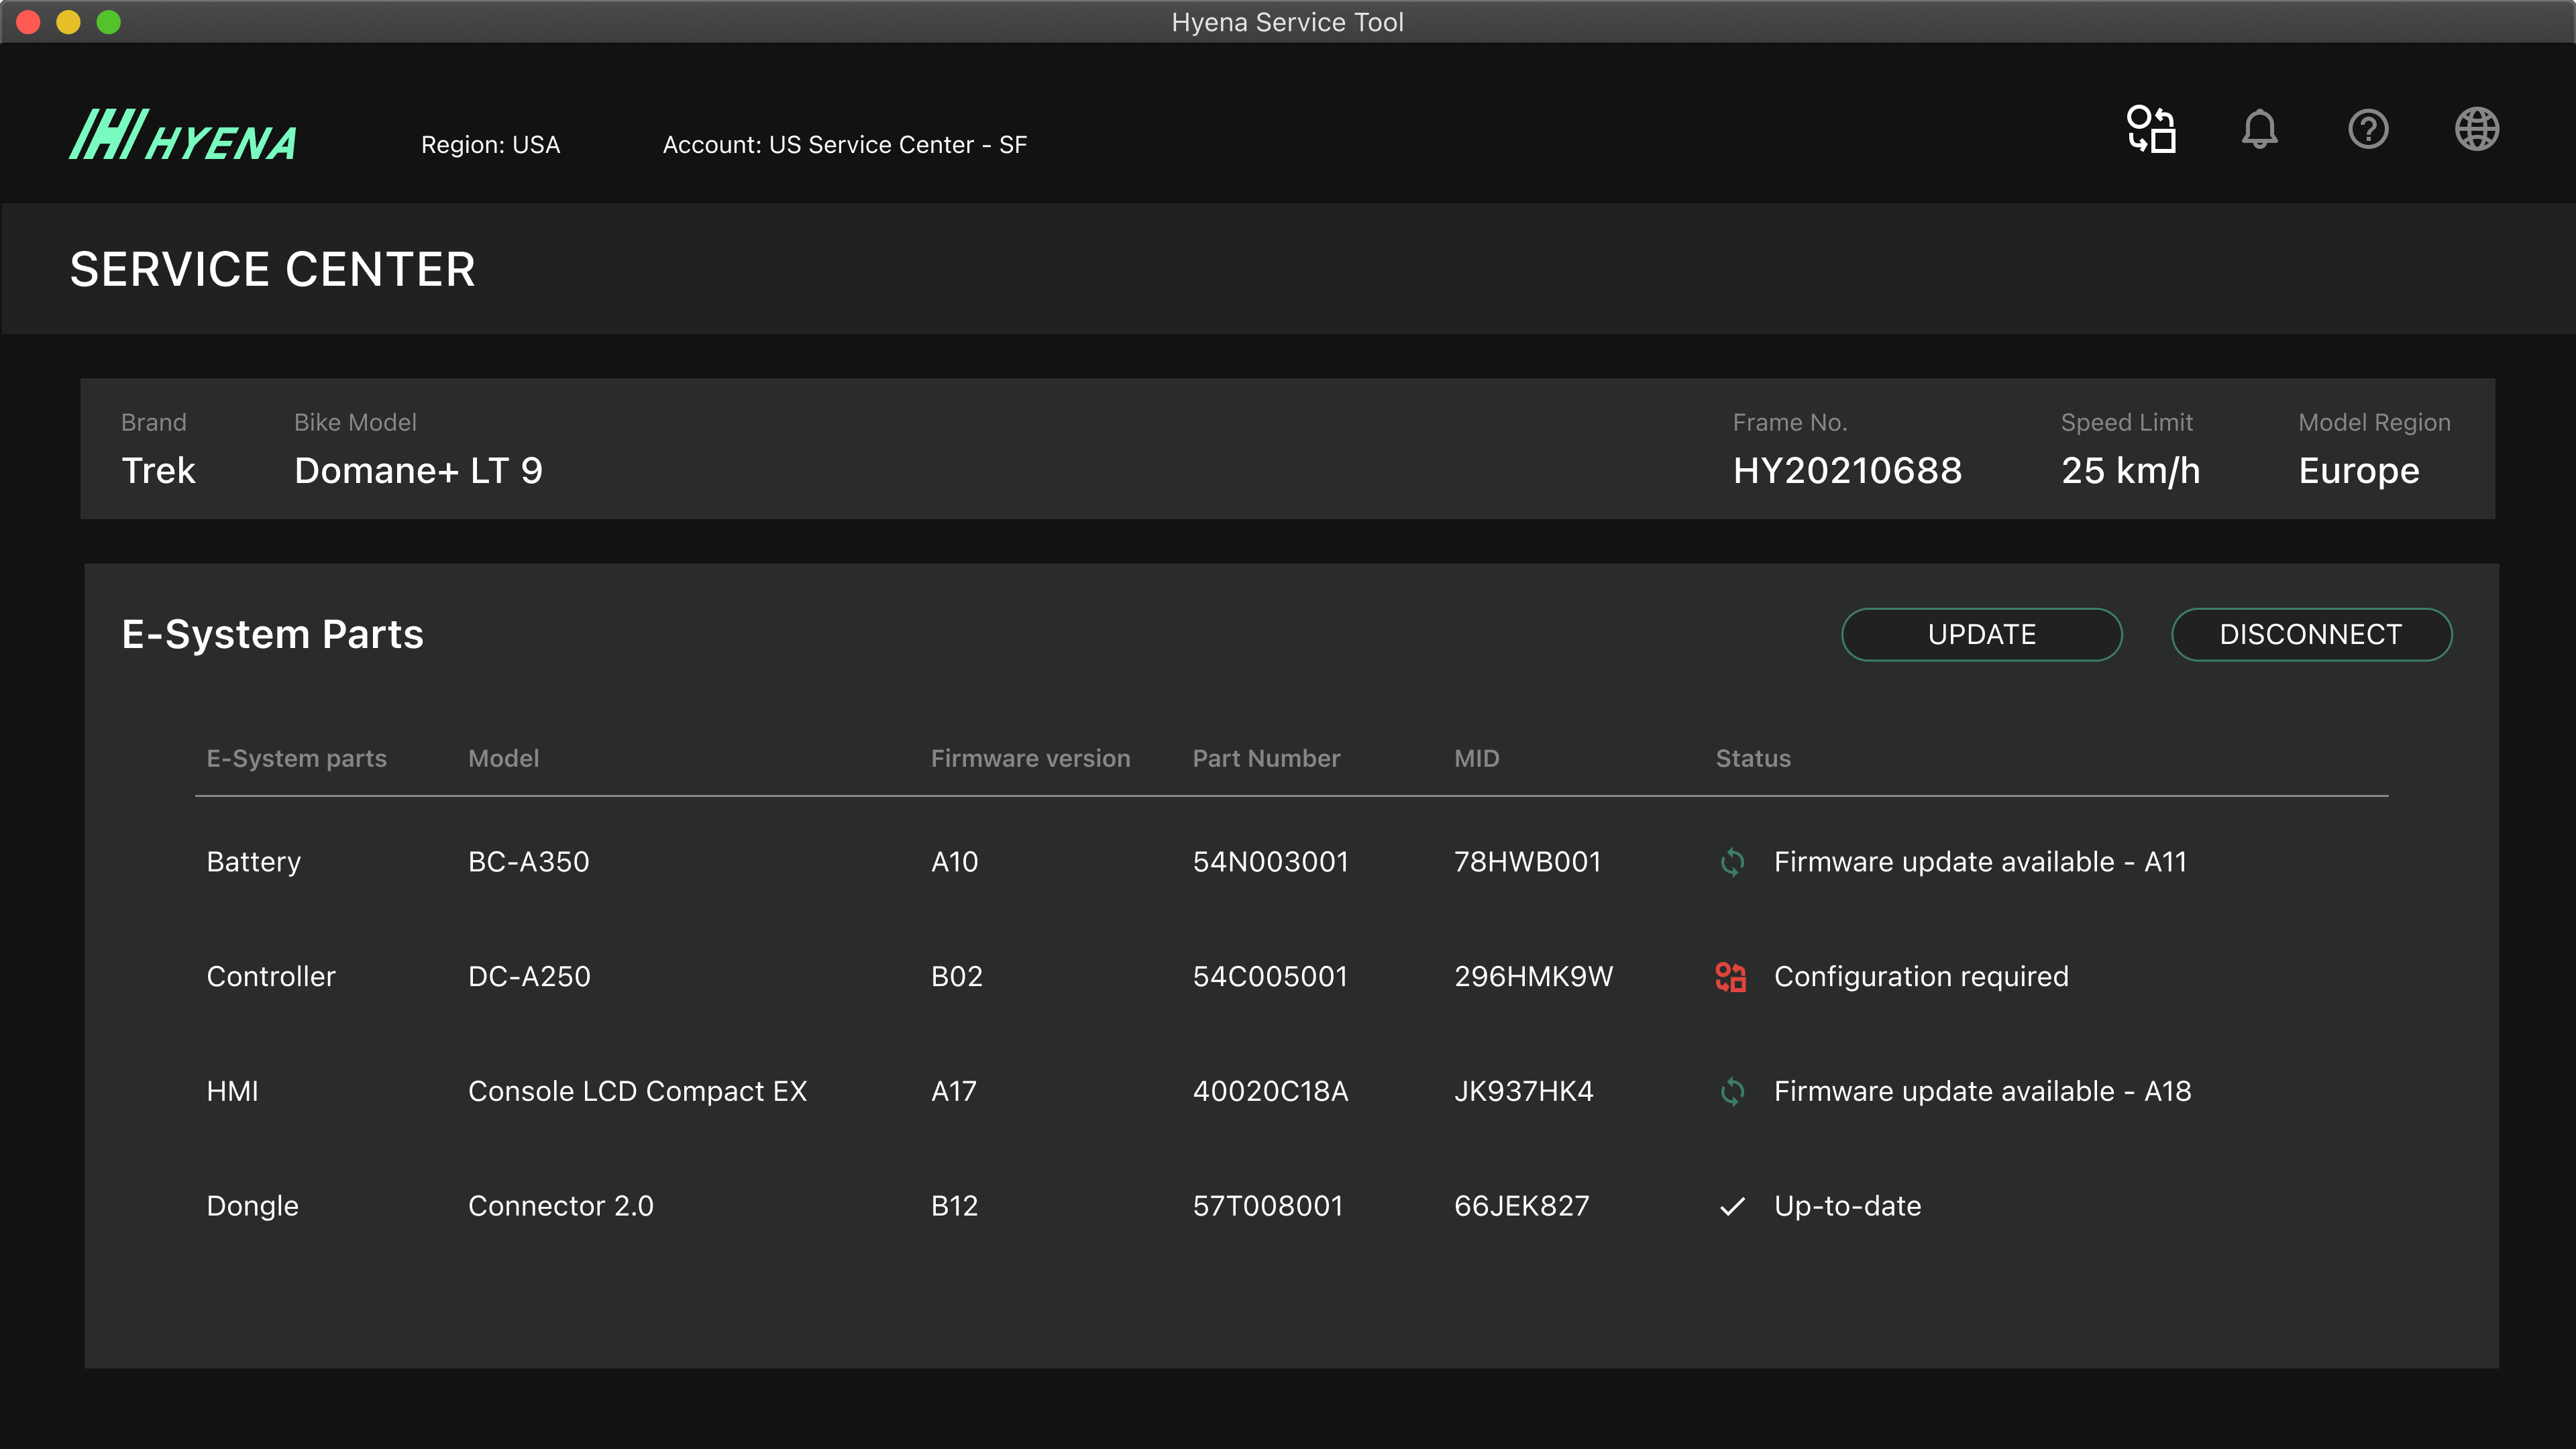 Hyena Service Tool
HYENA Region: USA Account: US Service Center - SF
SERVICE CENTER
Brand Bike Model Frame No. Speed Limit Model Region
Trek Domane+ LT 9 HY20210688 25 km/h Europe
E-System Parts UPDATE DISCONNECT
E-System parts Model Firmware version Part Number MID Status
Battery BC-A350 A10 54N003001 78HWB001 Firmware update available - A11
Controller DC-A250 B02 54C005001 296HMK9W Configuration required
HMI Console LCD Compact EX A17 40020C18A JK937HK4 Firmware update available - A18
Dongle Connector 2.0 B12 57T008001 66JEK827 Up-to-date